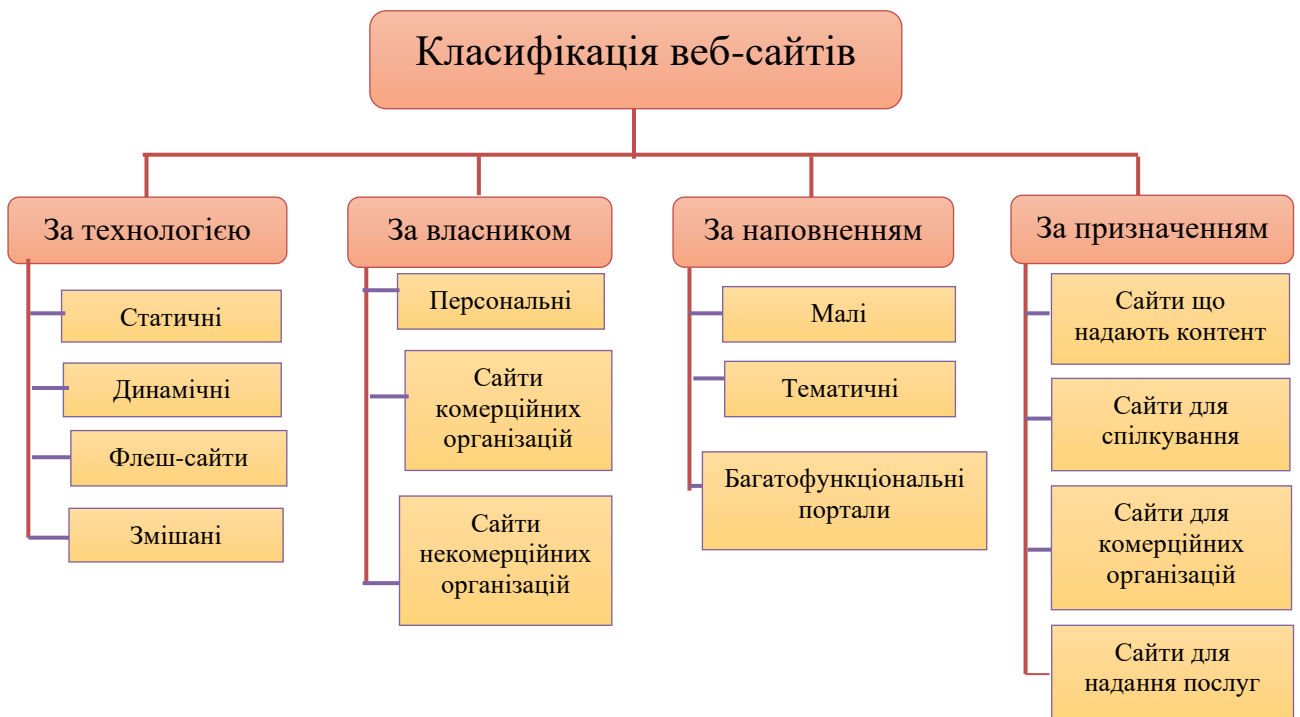 Класифікація веб-сайтів
За технологією
Статичні
Динамічні
Флеш-сайти
Змішані
За власником
Персональні
Сайти
комерційних
організацій
Сайти
некомерційних
організацій
За наповненням
Малі
Тематичні
Багатофункціональні
портали
За призначенням
Сайти що
надають контент
Сайти для
спілкування
Сайти для
комерційних
організацій
Сайти для
надання послуг